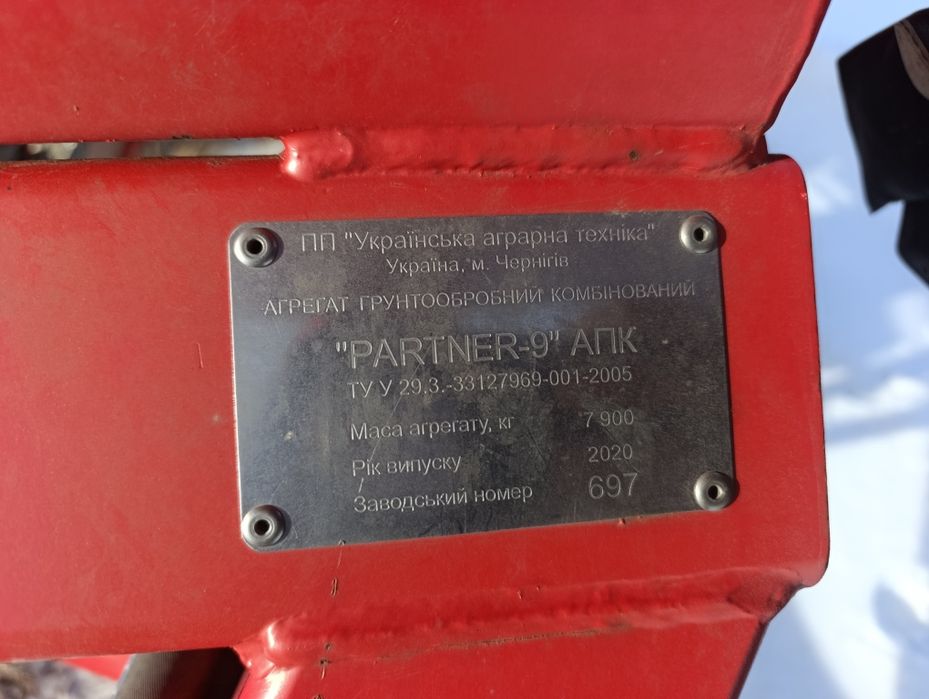 ПП "Українська аграрна техніка"
Україна, м. Чернігів
АГРЕГАТ ГРУНТООБРОБНИЙ КОМБІНОВАНИЙ
"PARTNER-9" АПК
ТУ У 29.3.-33127969-001-2005
Маса агрегату, кг 7 900
Рік випуску 2020
Заводський номер 697